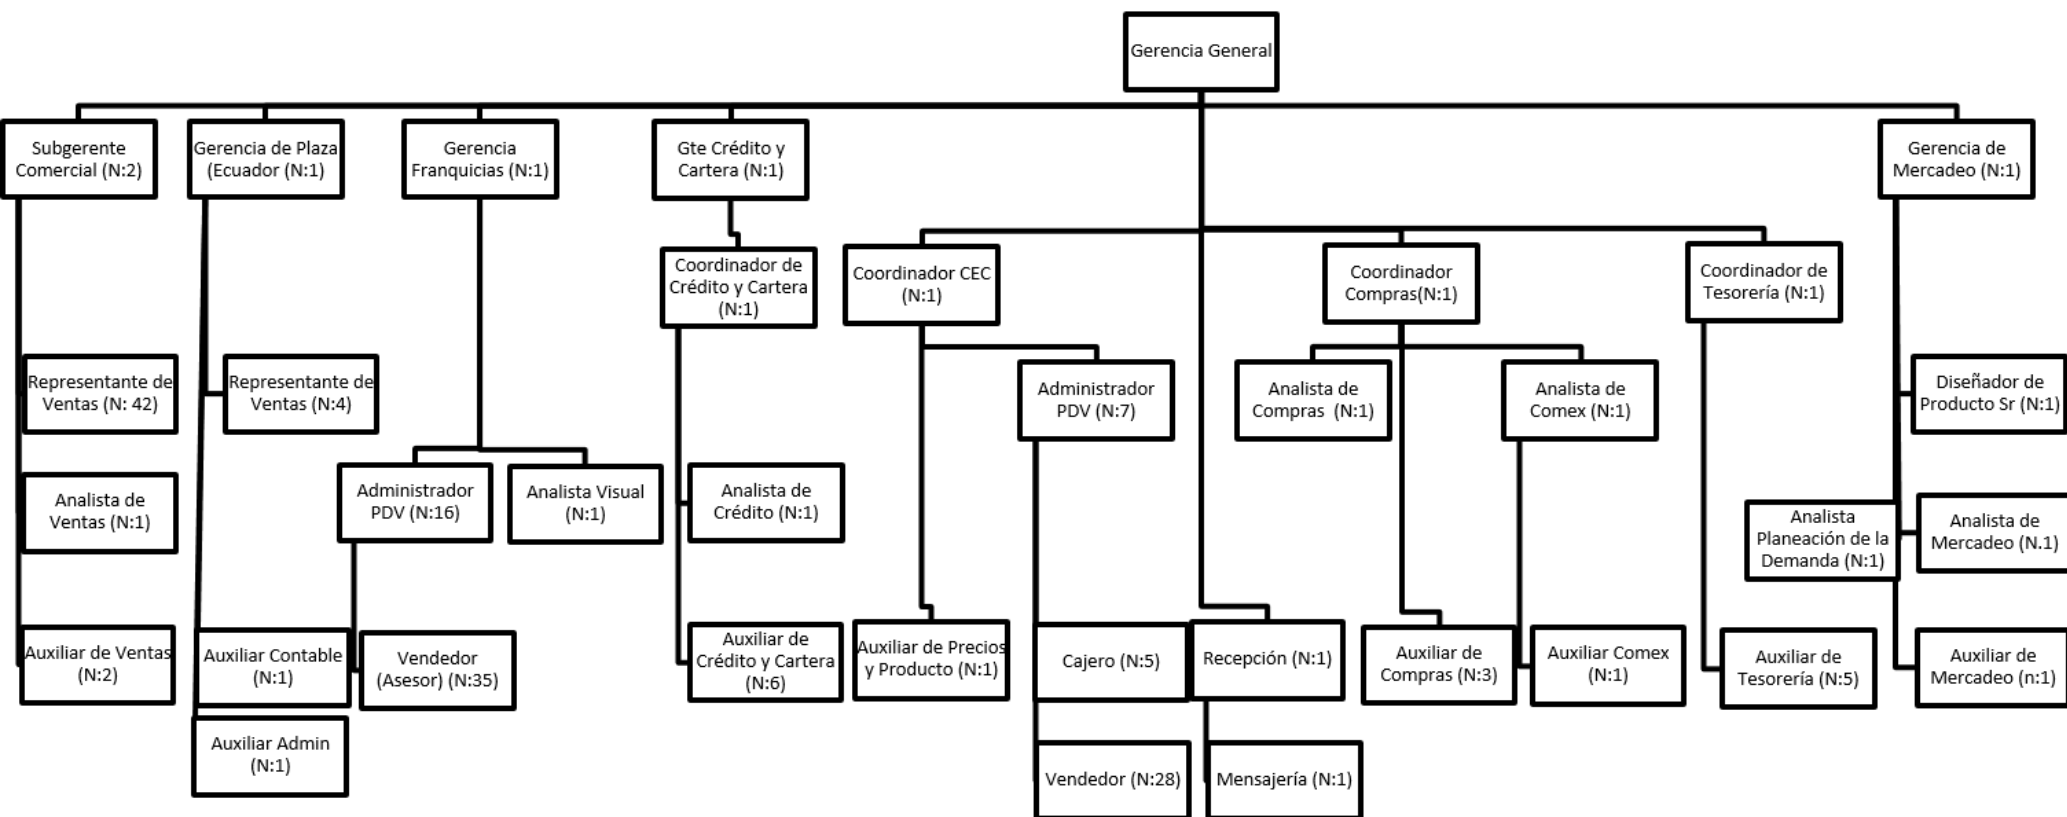 Gerencia General
Subgerente
Comercial (N:2)
Gerencia de Plaza
(Ecuador (N:1)
Gerencia
Franquicias (N:1)
Gte Crédito y
Cartera (N:1)
Gerencia de
Mercadeo (N:1)
Coordinador de
Crédito y Cartera
(N:1)
Coordinador CEC
(N:1)
Coordinador
Compras(N:1)
Coordinador de
Tesorería (N:1)
Representante de
Ventas (N: 42)
Representante de
Ventas (N:4)
Administrador
PDV (N:7)
Analista de
Compras (N:1)
Analista de
Comex (N:1)
Diseñador de
Producto Sr (N:1)
Analista de
Ventas (N:1)
Administrador
PDV (N:16)
Analista Visual
(N:1)
Analista de
Crédito (N:1)
Analista
Planeación de la
Demanda (N:1)
Analista de
Mercadeo (N.1)
Auxiliar de Ventas
(N:2)
Auxiliar Contable
(N:1)
Vendedor
(Asesor) (N:35)
Auxiliar de
Crédito y Cartera
(N:6)
Auxiliar de Precios
y Producto (N:1)
Cajero (N:5)
Recepción (N:1)
Auxiliar de
Compras (N:3)
Auxiliar Comex
(N:1)
Auxiliar de
Tesorería (N:5)
Auxiliar de
Mercadeo (n:1)
Auxiliar Admin
(N:1)
Vendedor (N:28)
Mensajería (N:1)